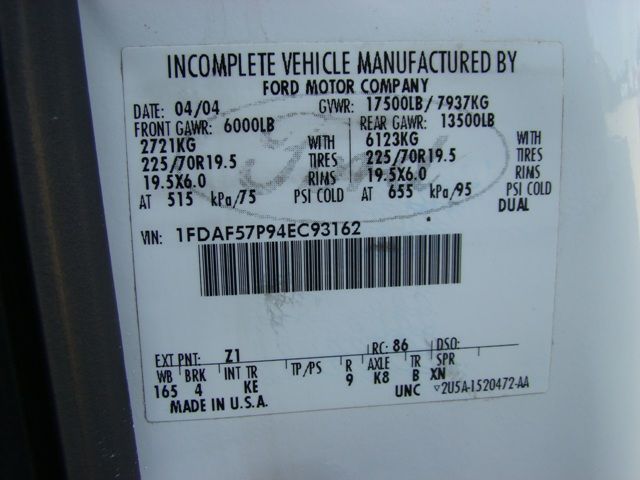 INCOMPLETE VEHICLE MANUFACTURED BY
FORD MOTOR COMPANY
DATE: 04/04 GVWR: 17500LB/ 7937KG
FRONT GAWR: 6000LB REAR GAWR: 13500LB
2721KG WITH 6123KG WITH
225/70R19.5 TIRES 225/70R19.5 TIRES
19.5X6.0 RIMS 19.5X6.0 RIMS
AT 515 kPa/75 PSI COLD AT 655 kPa/95 PSI COLD
DUAL
Ford
VIN: 1FDAF57P94EC93162
EXT PNT: Z1 RC: 86 DSO:
WB BRK INT TR TP/PS R AXLE TR SPR
165 4 KE 9 K8 B XN
MADE IN U.S.A. UNC ▽2U5A-1520472-AA